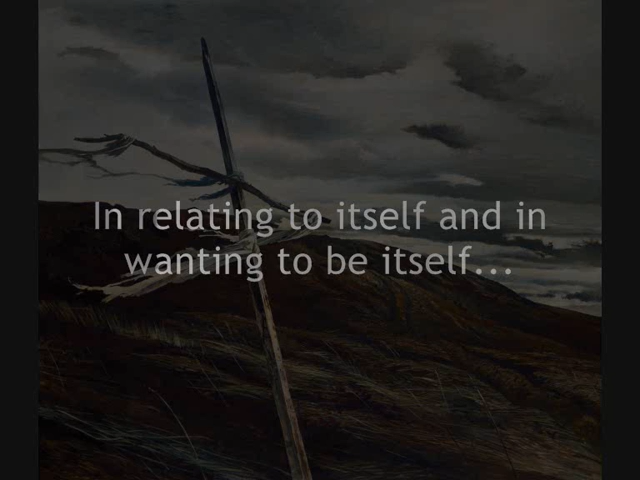 In relating to itself and in
wanting to be itself...